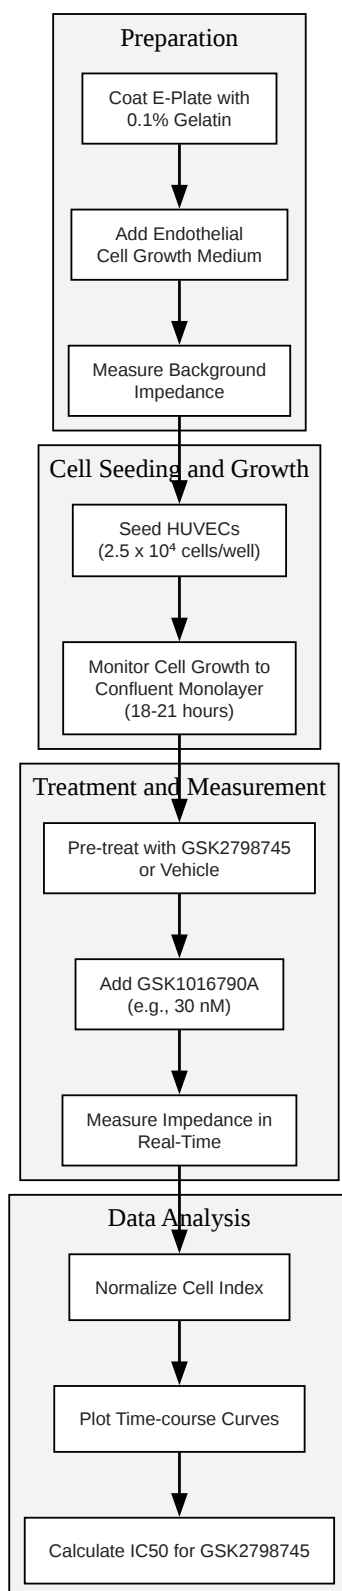 Preparation
Coat E-Plate with
0.1% Gelatin
Add Endothelial
Cell Growth Medium
Measure Background
Impedance
Cell Seeding and Growth
Seed HUVECs
(2.5 x 10⁴ cells/well)
Monitor Cell Growth to
Confluent Monolayer
(18-21 hours)
Treatment and Measurement
Pre-treat with GSK2798745
or Vehicle
Add GSK1016790A
(e.g., 30 nM)
Measure Impedance in
Real-Time
Data Analysis
Normalize Cell Index
Plot Time-course Curves
Calculate IC50 for GSK2798745